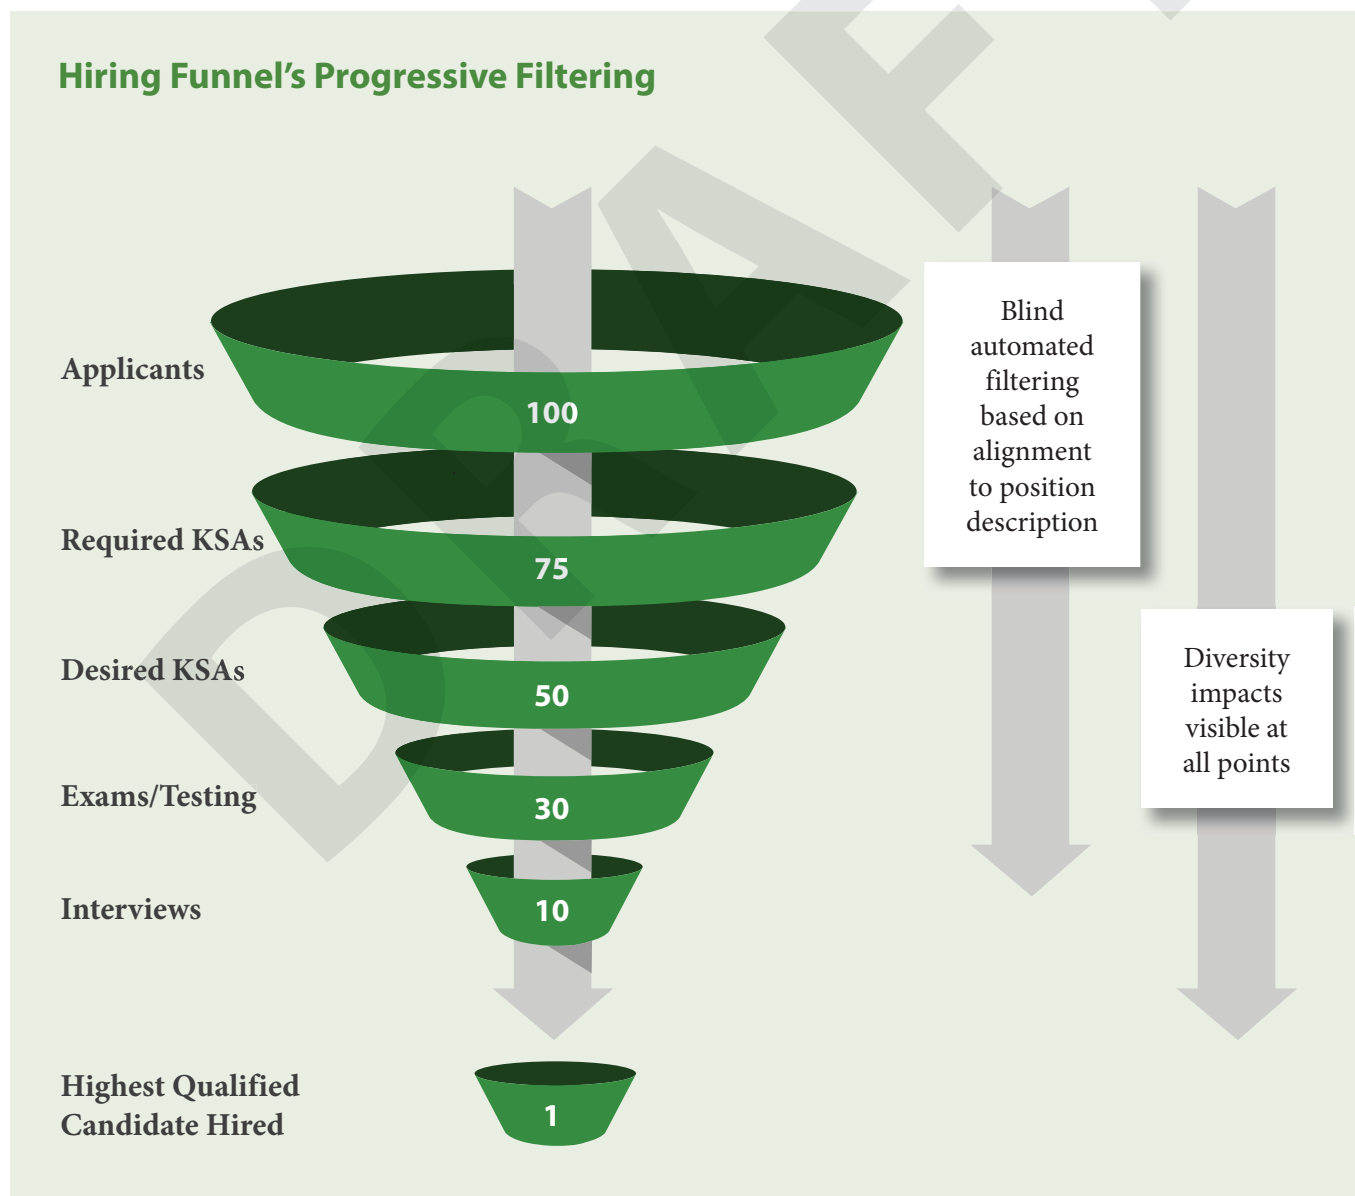 Hiring Funnel’s Progressive Filtering
Applicants
100
Required KSAs
75
Desired KSAs
50
Exams/Testing
30
Interviews
10
Highest Qualified
Candidate Hired
1
Blind
automated
filtering
based on
alignment
to position
description
Diversity
impacts
visible at
all points
DRAFT